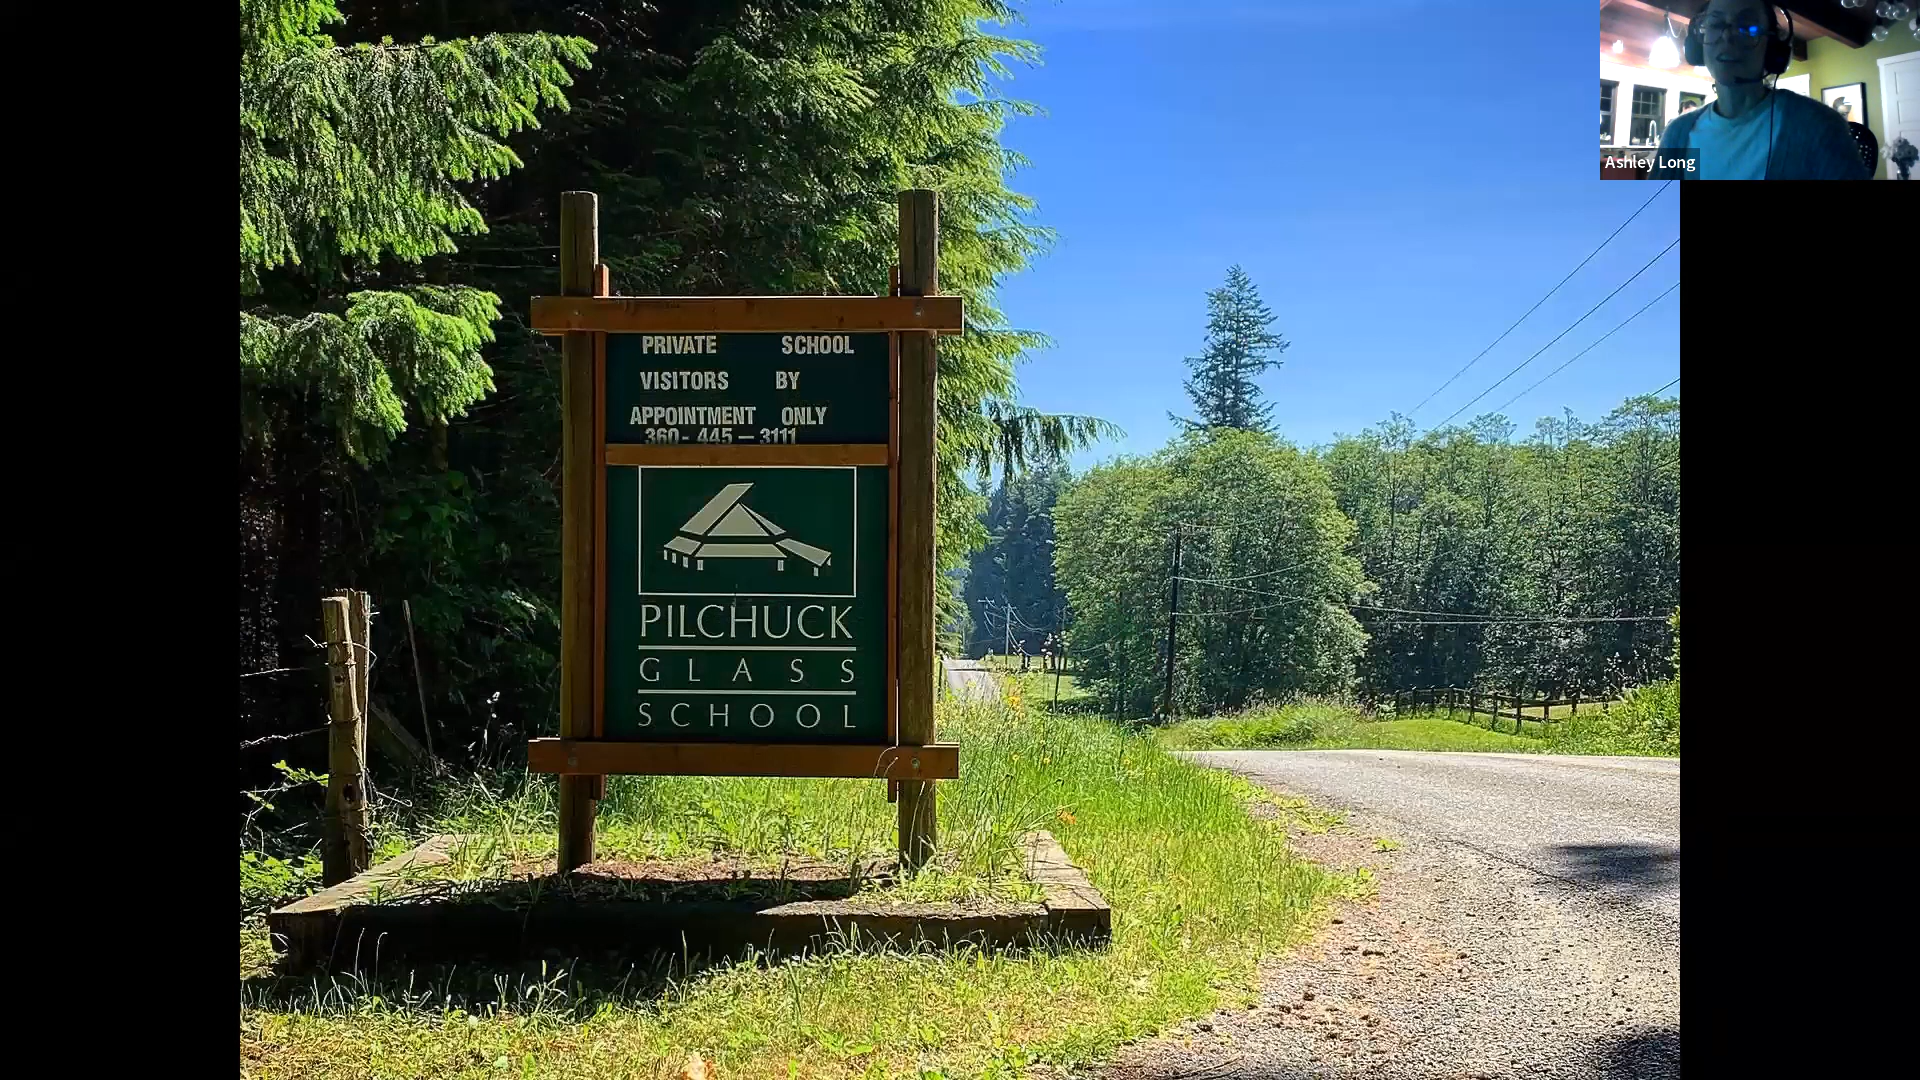 Ashley Long
PRIVATE SCHOOL
VISITORS BY
APPOINTMENT ONLY
360-445-3111
PILCHUCK
GLASS
SCHOOL